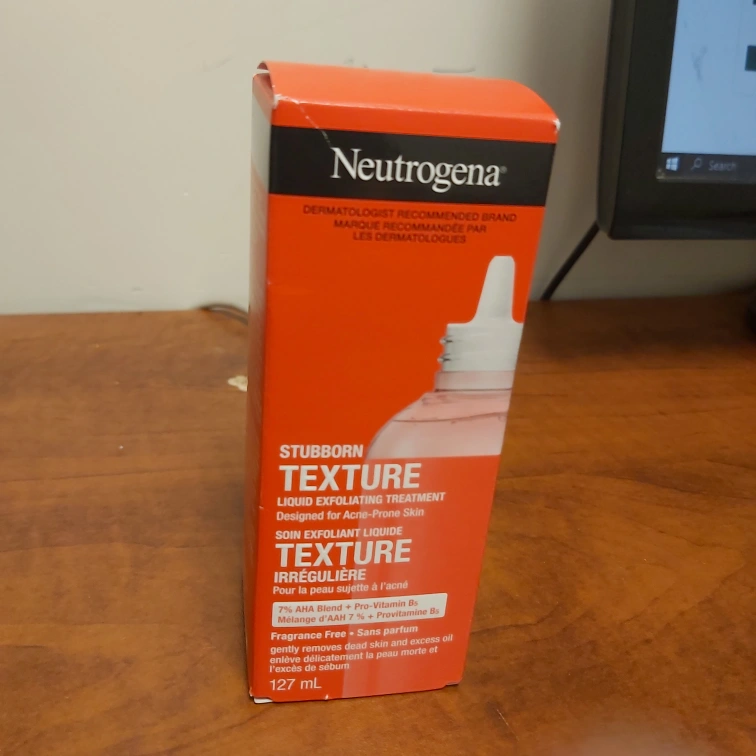 Neutrogena®
DERMATOLOGIST RECOMMENDED BRAND
MARQUE RECOMMANDÉE PAR
LES DERMATOLOGUES
STUBBORN
TEXTURE
LIQUID EXFOLIATING TREATMENT
Designed for Acne-Prone Skin
SOIN EXFOLIANT LIQUIDE
TEXTURE
IRRÉGULIÈRE
Pour la peau sujette à l'acné
7% AHA Blend + Pro-Vitamin B5
Mélange d'AAH 7 % + Provitamine B5
Fragrance Free • Sans parfum
gently removes dead skin and excess oil
enlève délicatement la peau morte et
l'excès de sébum
127 mL
Search